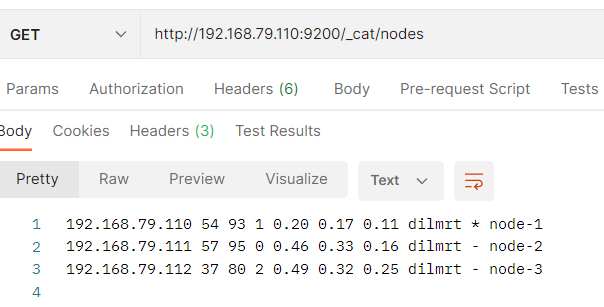 GET http://192.168.79.110:9200/_cat/nodes
Params Authorization Headers (6) Body Pre-request Script Tests
Body Cookies Headers (3) Test Results
Pretty Raw Preview Visualize Text
1 192.168.79.110 54 93 1 0.20 0.17 0.11 dilmrt * node-1
2 192.168.79.111 57 95 0 0.46 0.33 0.16 dilmrt - node-2
3 192.168.79.112 37 80 2 0.49 0.32 0.25 dilmrt - node-3
4